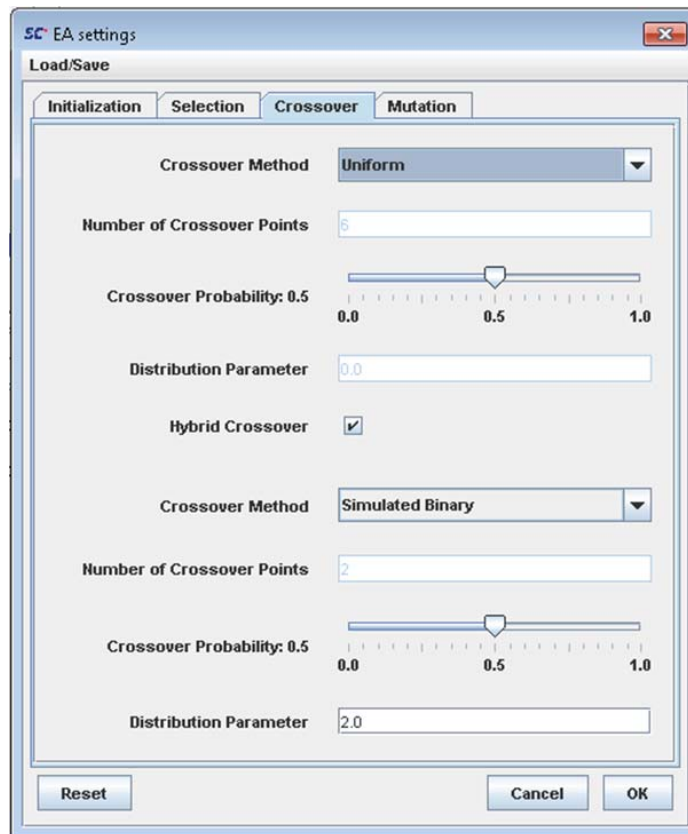 SC EA settings
Load/Save
Initialization Selection Crossover Mutation
Crossover Method Uniform
Number of Crossover Points 6
Crossover Probability: 0.5
0.0 0.5 1.0
Distribution Parameter 0.0
Hybrid Crossover
Crossover Method Simulated Binary
Number of Crossover Points 2
Crossover Probability: 0.5
0.0 0.5 1.0
Distribution Parameter 2.0
Reset Cancel OK